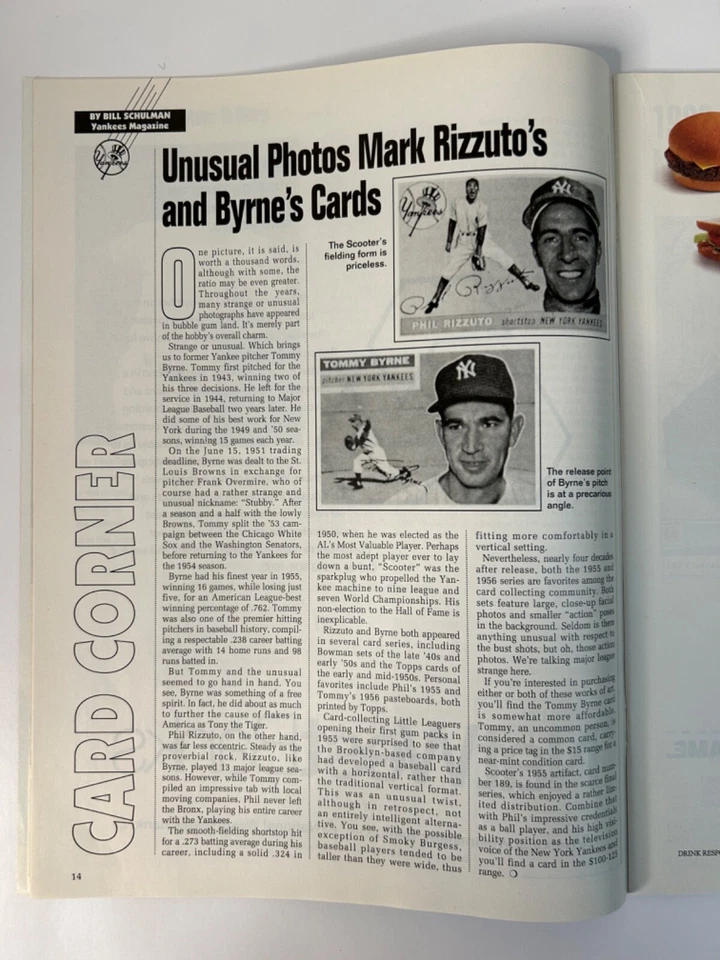 BY BILL SCHULMAN
Yankees Magazine
Yankees
Unusual Photos Mark Rizzuto's
and Byrne's Cards
The Scooter's
fielding form is
priceless.
Yankees
Phil Rizzuto
PHIL RIZZUTO shortstop NEW YORK YANKEES
TOMMY BYRNE
pitcher NEW YORK YANKEES
The release point
of Byrne's pitch
is at a precarious
angle.
CARD CORNER
One picture, it is said, is
worth a thousand words,
although with some, the
ratio may be even greater.
Throughout the years,
many strange or unusual
photographs have appeared
in bubble gum land. It's merely part
of the hobby's overall charm.
Strange or unusual. Which brings
us to former Yankee pitcher Tommy
Byrne. Tommy first pitched for the
Yankees in 1943, winning two of
his three decisions. He left for the
service in 1944, returning to Major
League Baseball two years later. He
did some of his best work for New
York during the 1949 and '50 sea-
sons, winning 15 games each year.
On the June 15, 1951 trading
deadline, Byrne was dealt to the St.
Louis Browns in exchange for
pitcher Frank Overmire, who of
course had a rather strange and
unusual nickname: "Stubby." After
a season and a half with the lowly
Browns, Tommy split the '53 cam-
paign between the Chicago White
Sox and the Washington Senators,
before returning to the Yankees for
the 1954 season.
Byrne had his finest year in 1955,
winning 16 games, while losing just
five, for an American League-best
winning percentage of .762. Tommy
was also one of the premier hitting
pitchers in baseball history, compil-
ing a respectable .238 career batting
average with 14 home runs and 98
runs batted in.
But Tommy and the unusual
seemed to go hand in hand. You
see, Byrne was something of a free
spirit. In fact, he did about as much
to further the cause of flakes in
America as Tony the Tiger.
Phil Rizzuto, on the other hand,
was far less eccentric. Steady as the
proverbial rock, Rizzuto, like
Byrne, played 13 major league sea-
sons. However, while Tommy com-
piled an impressive tab with local
moving companies, Phil never left
the Bronx, playing his entire career
with the Yankees.
The smooth-fielding shortstop hit
for a .273 batting average during his
career, including a solid .324 in
1950, when he was elected as the
AL's Most Valuable Player. Perhaps
the most adept player ever to lay
down a bunt, "Scooter" was the
sparkplug who propelled the Yan-
kee machine to nine league and
seven World Championships. His
non-election to the Hall of Fame is
inexplicable.
Rizzuto and Byrne both appeared
in several card series, including
Bowman sets of the late '40s and
early '50s and the Topps cards of
the early and mid-1950s. Personal
favorites include Phil's 1955 and
Tommy's 1956 pasteboards, both
printed by Topps.
Card-collecting Little Leaguers
opening their first gum packs in
1955 were surprised to see that
the Brooklyn-based company
had developed a baseball card
with a horizontal, rather than
the traditional vertical format.
This was an unusual twist,
although in retrospect, not
an entirely intelligent alterna-
tive. You see, with the possible
exception of Smoky Burgess,
baseball players tended to be
taller than they were wide, thus
fitting more comfortably in a
vertical setting.
Nevertheless, nearly four decades
after release, both the 1955 and
1956 series are favorites among the
card collecting community. Both
sets feature large, close-up facial
photos and smaller "action" poses
in the background. Seldom is there
anything unusual with respect to
the bust shots, but oh, those action
photos. We're talking major league
strange here.
If you're interested in purchasing
either or both of these works of art,
you'll find the Tommy Byrne card
is somewhat more affordable.
Tommy, an uncommon person, is
considered a common card, carry-
ing a price tag in the $15 range for a
near-mint condition card.
Scooter's 1955 artifact, card num-
ber 189, is found in the scarce final
series, which enjoyed a rather lim-
ited distribution. Combine that
with Phil's impressive credentials
as a ball player, and his high visi-
bility position as the television
voice of the New York Yankees and
you'll find a card in the $100-125
range.
14
DRINK RESP